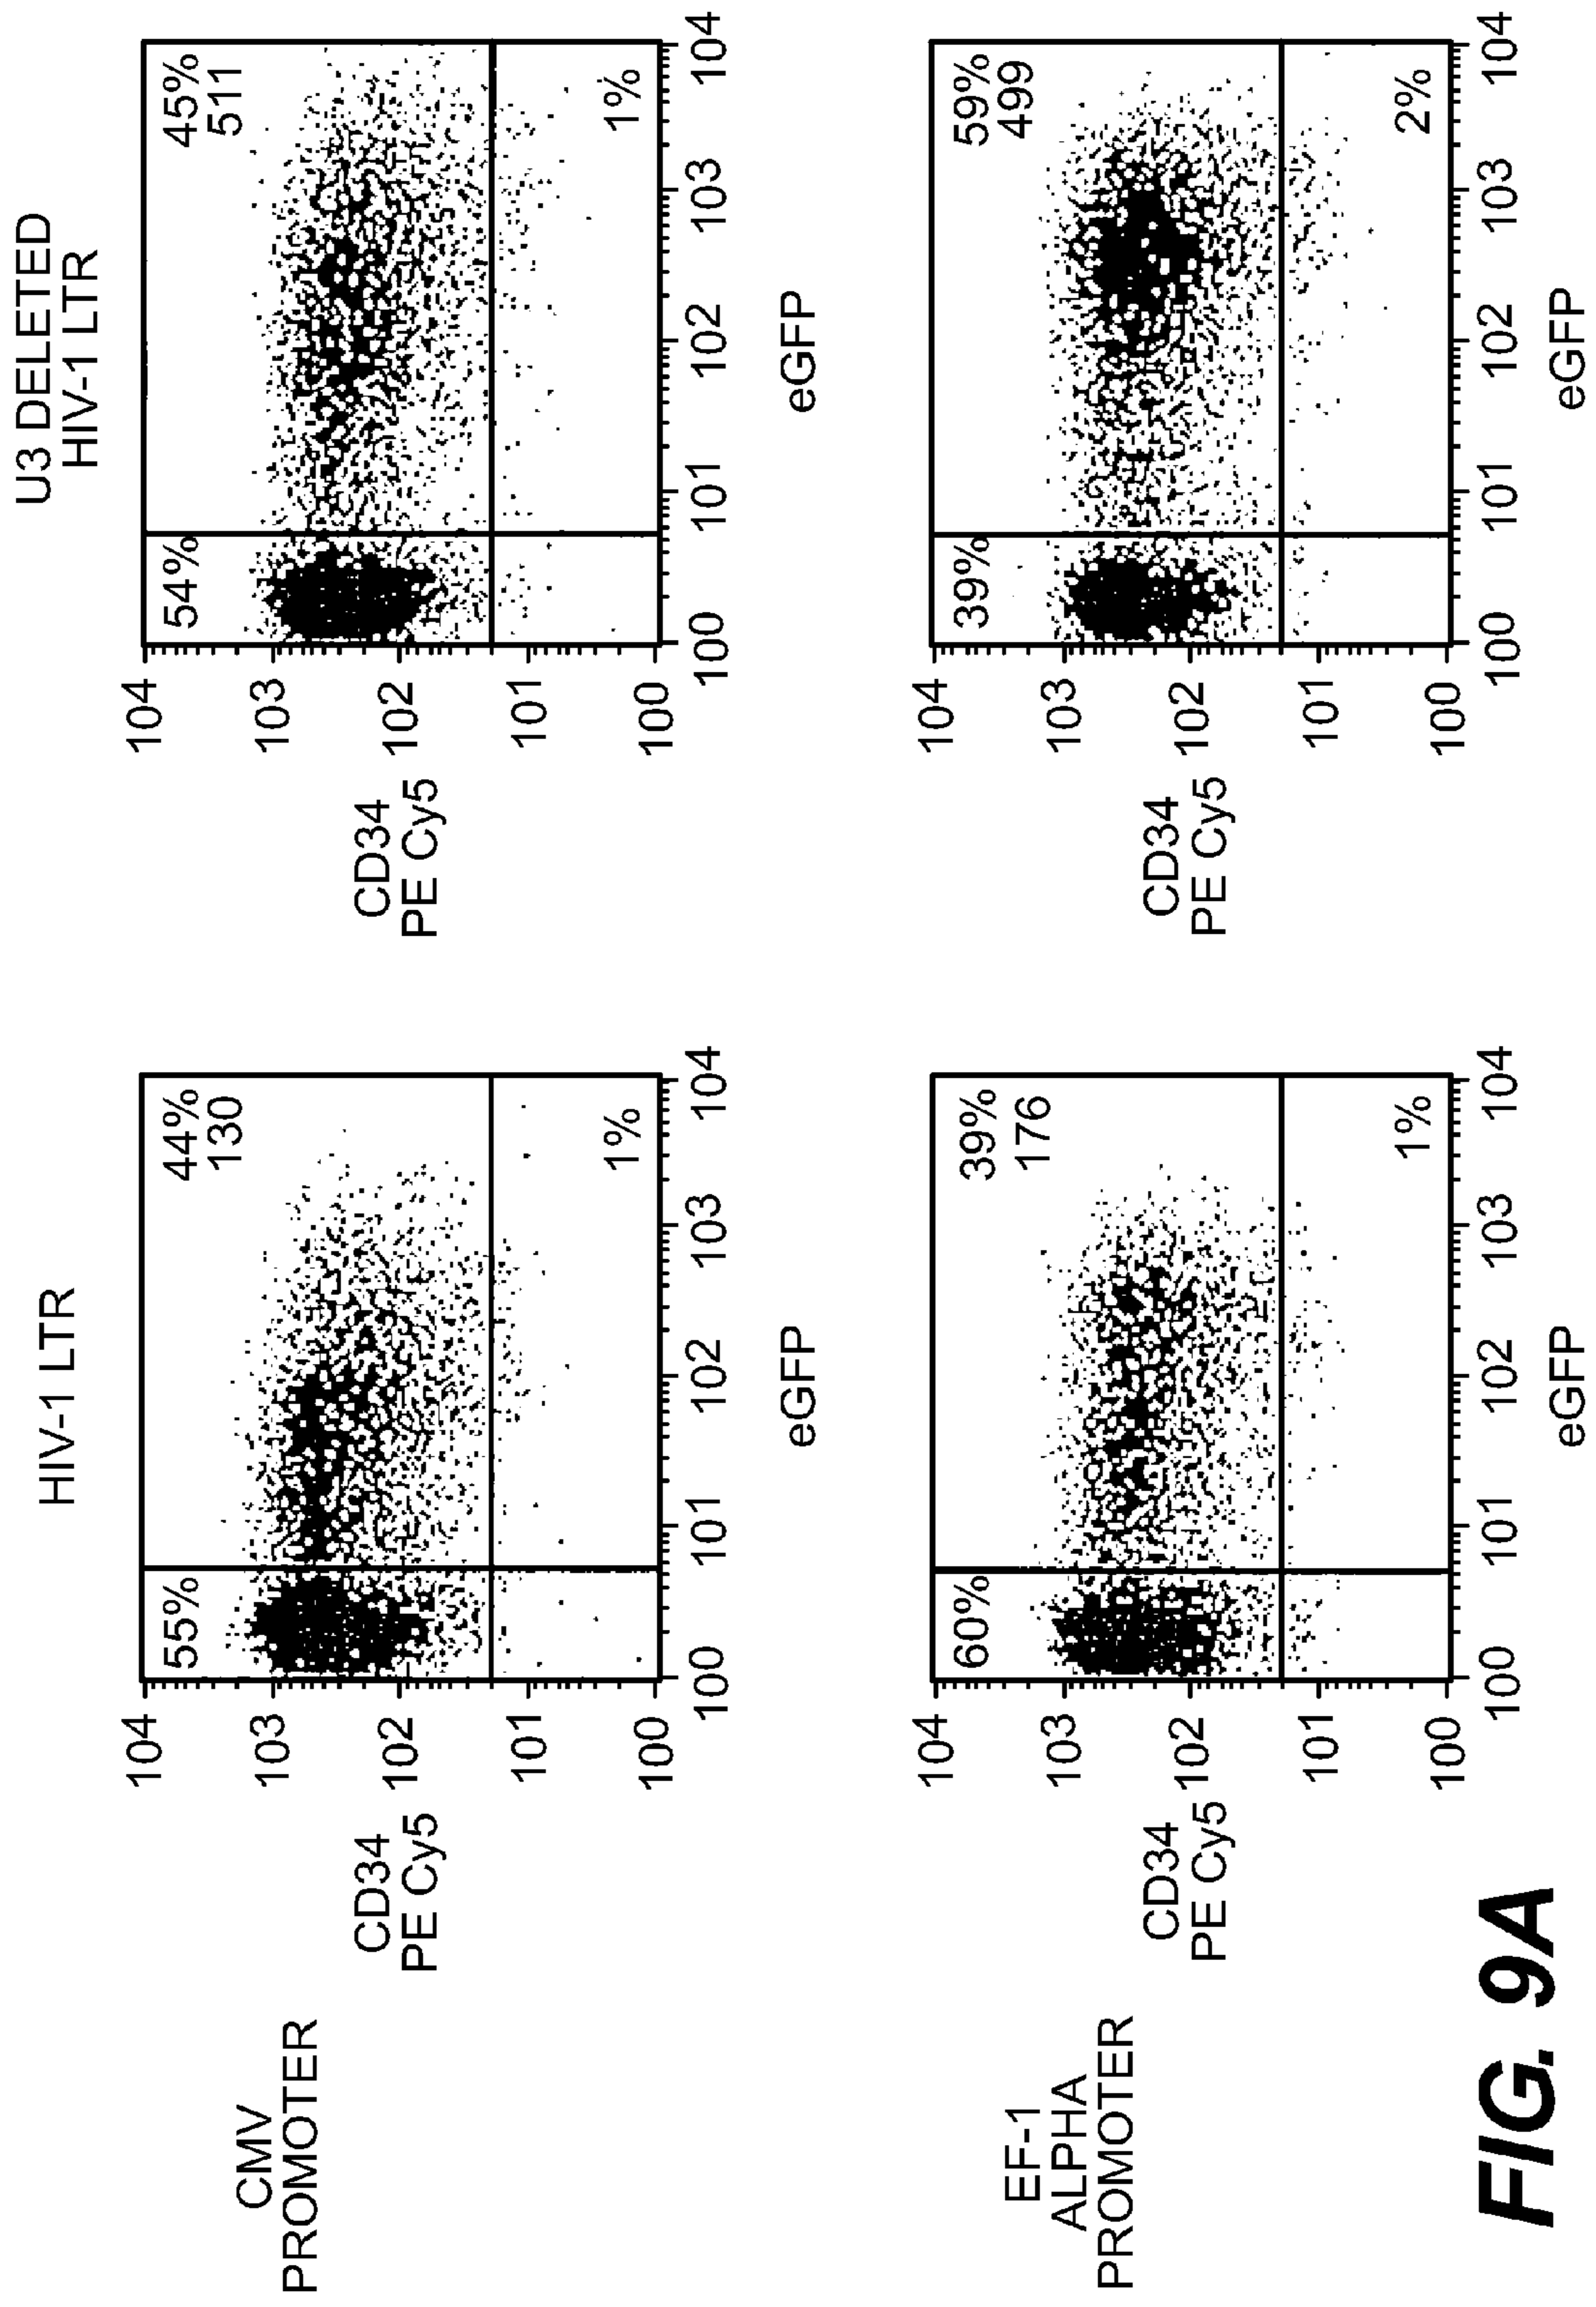 HIV-1 LTR
U3 DELETED
HIV-1 LTR
CMV
PROMOTER
CD34
PE Cy5
104
103
102
101
100
55%
44%
130
1%
100
101
102
103
104
eGFP
CD34
PE Cy5
104
103
102
101
100
54%
45%
511
1%
100
101
102
103
104
eGFP
EF-1
ALPHA
PROMOTER
CD34
PE Cy5
104
103
102
101
100
60%
39%
176
1%
100
101
102
103
104
eGFP
CD34
PE Cy5
104
103
102
101
100
39%
59%
499
2%
100
101
102
103
104
eGFP
FIG. 9A